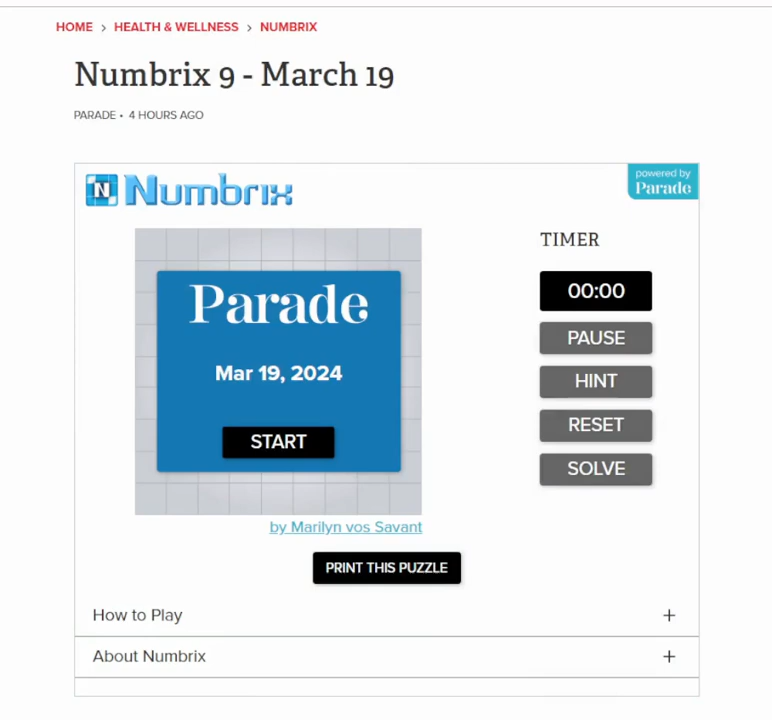 HOME > HEALTH & WELLNESS > NUMBRIX
Numbrix 9 - March 19
PARADE • 4 HOURS AGO
N Numbrix
powered by
Parade
TIMER
00:00
PAUSE
HINT
RESET
SOLVE
Parade
Mar 19, 2024
START
by Marilyn vos Savant
PRINT THIS PUZZLE
How to Play +
About Numbrix +